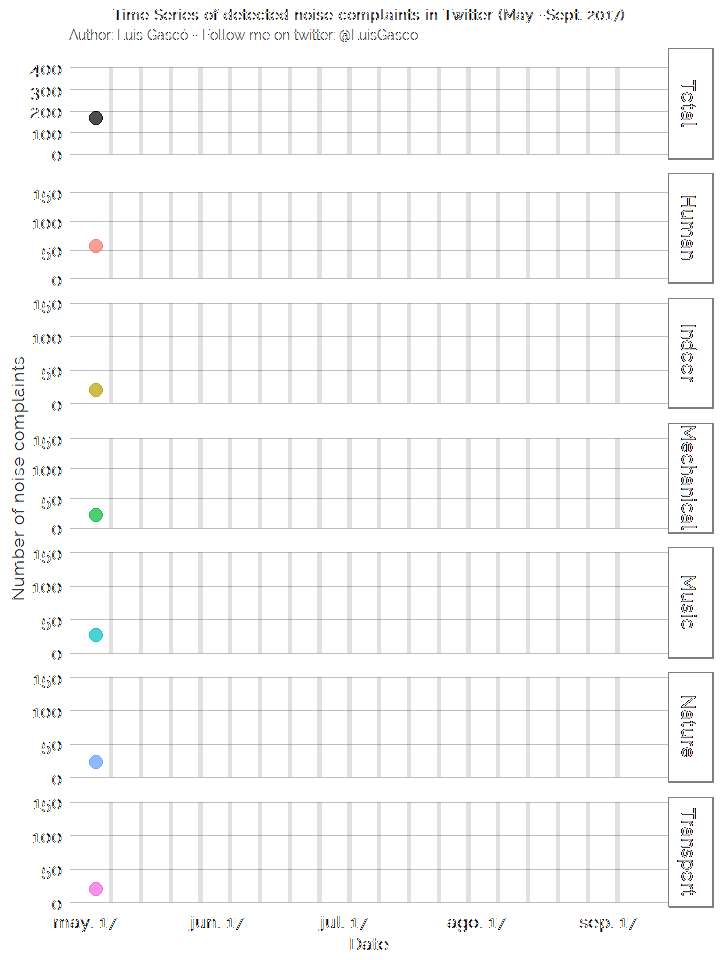 Time Series of detected noise complaints in Twitter (May -Sept. 2017)
Author: Luis Gascó - Follow me on twitter: @LuisGasco
400
300
200
100
0
Total
150
100
50
0
Human
150
100
50
0
Indoor
150
100
50
0
Mechanical
150
100
50
0
Music
150
100
50
0
Nature
150
100
50
0
Transport
Number of noise complaints
may. 17 jun. 17 jul. 17 ago. 17 sep. 17
Date